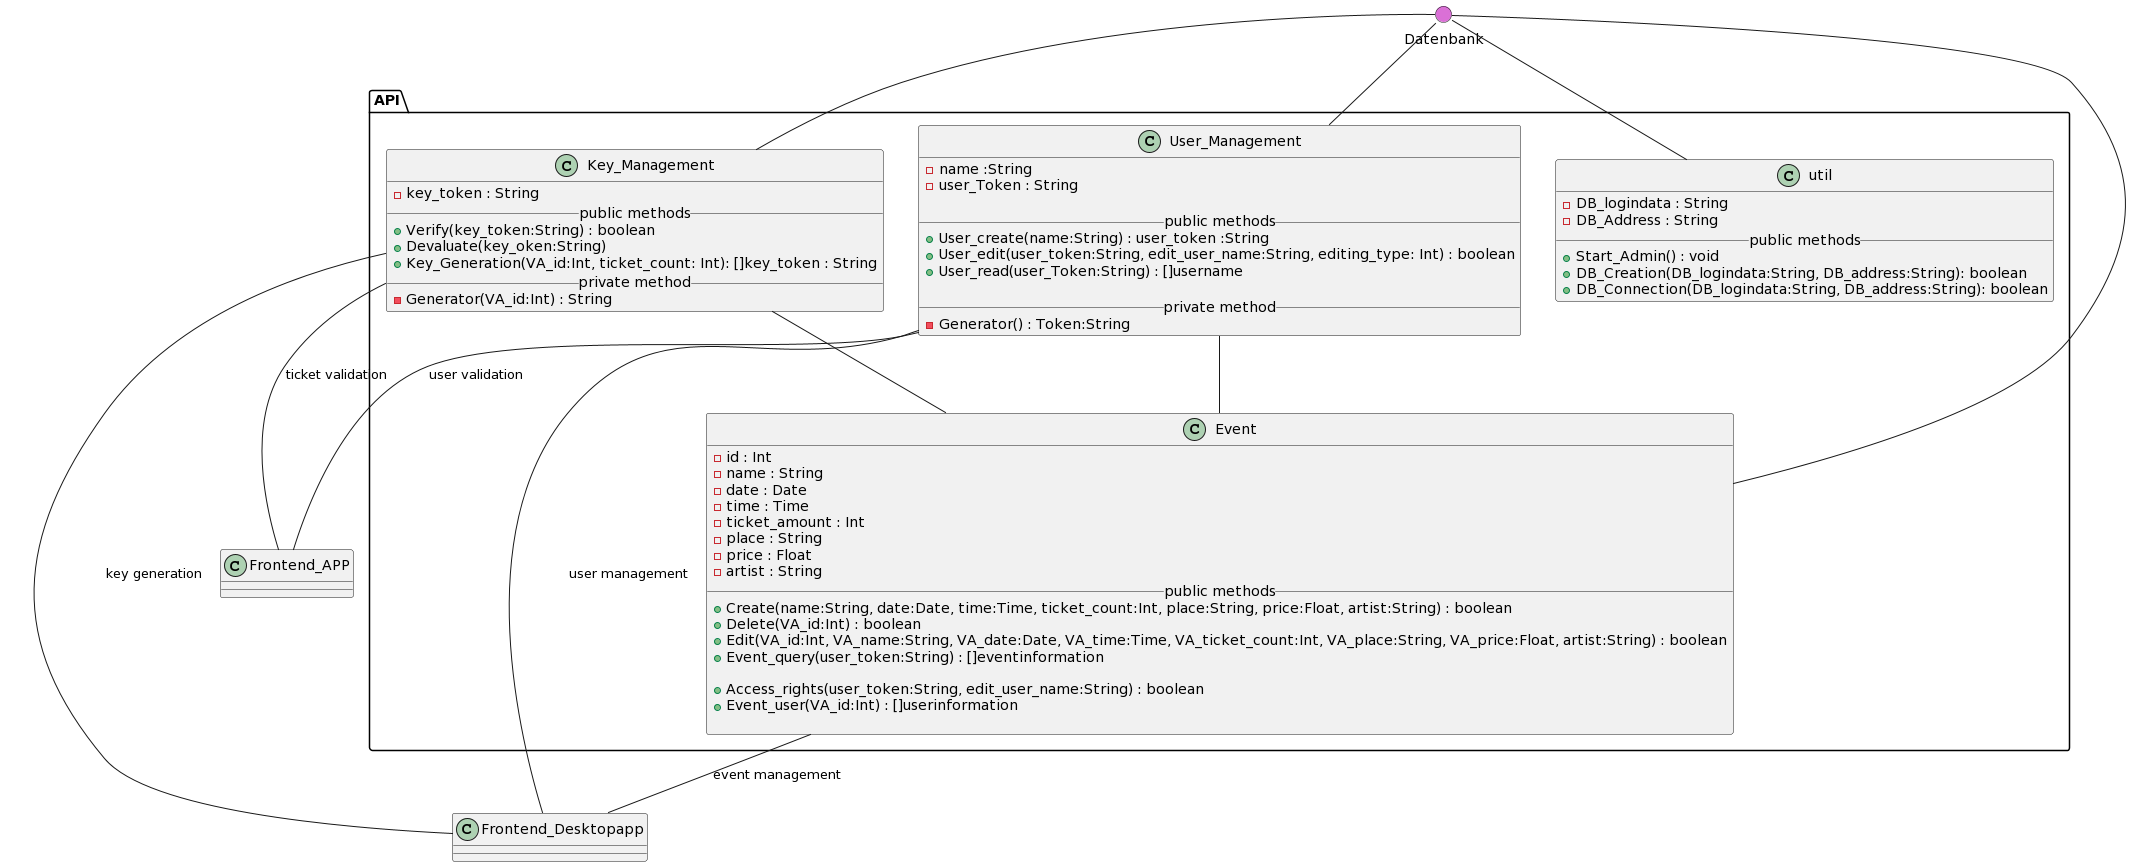 Datenbank
API
C Key_Management
key_token : String
public methods
Verify(key_token:String) : boolean
Devaluate(key_oken:String)
Key_Generation(VA_id:Int, ticket_count: Int): []key_token : String
private method
Generator(VA_id:Int) : String
C User_Management
name :String
user_Token : String
public methods
User_create(name:String) : user_token :String
User_edit(user_token:String, edit_user_name:String, editing_type: Int) : boolean
User_read(user_Token:String) : []username
private method
Generator() : Token:String
C util
DB_logindata : String
DB_Address : String
public methods
Start_Admin() : void
DB_Creation(DB_logindata:String, DB_address:String): boolean
DB_Connection(DB_logindata:String, DB_address:String): boolean
ticket validation
user validation
C Event
id : Int
name : String
date : Date
time : Time
ticket_amount : Int
place : String
price : Float
artist : String
public methods
Create(name:String, date:Date, time:Time, ticket_count:Int, place:String, price:Float, artist:String) : boolean
Delete(VA_id:Int) : boolean
Edit(VA_id:Int, VA_name:String, VA_date:Date, VA_time:Time, VA_ticket_count:Int, VA_place:String, VA_price:Float, artist:String) : boolean
Event_query(user_token:String) : []eventinformation
Access_rights(user_token:String, edit_user_name:String) : boolean
Event_user(VA_id:Int) : []userinformation
C Frontend_APP
key generation
user management
event management
C Frontend_Desktopapp